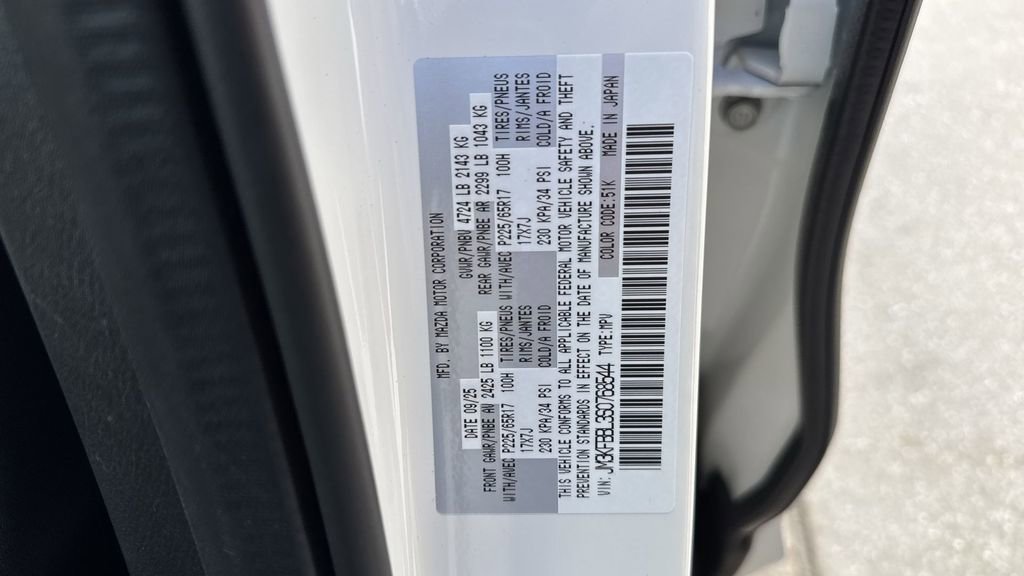 MFD. BY MAZDA MOTOR CORPORATION
DATE 09/25 GVWR/PNBV 4724 LB 2143 KG
FRONT GAWR/PNBE AV 2425 LB 1100 KG REAR GAWR/PNBE AR 2299 LB 1043 KG
WITH/AVEC P225/65R17 100H TIRES/PNEUS WITH/AVEC P225/65R17 100H TIRES/PNEUS
17X7J RIMS/JANTES 17X7J RIMS/JANTES
230 KPA/34 PSI COLD/A FROID 230 KPA/34 PSI COLD/A FROID
THIS VEHICLE CONFORMS TO ALL APPLICABLE FEDERAL MOTOR VEHICLE SAFETY AND THEFT
PREVENTION STANDARDS IN EFFECT ON THE DATE OF MANUFACTURE SHOWN ABOVE.
VIN: JM3KFBBL3S0768544 TYPE:MPV COLOR CODE:51K MADE IN JAPAN